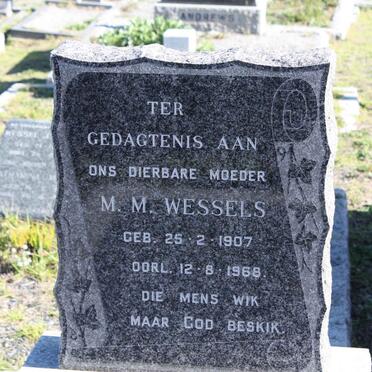 ANDREWS
TER
GEDAGTENIS AAN
ONS DIERBARE MOEDER
M. M. WESSELS
GEB. 25 - 2 - 1907
OORL. 12 - 8 - 1968.
DIE MENS WIK
MAAR GOD BESKIK.